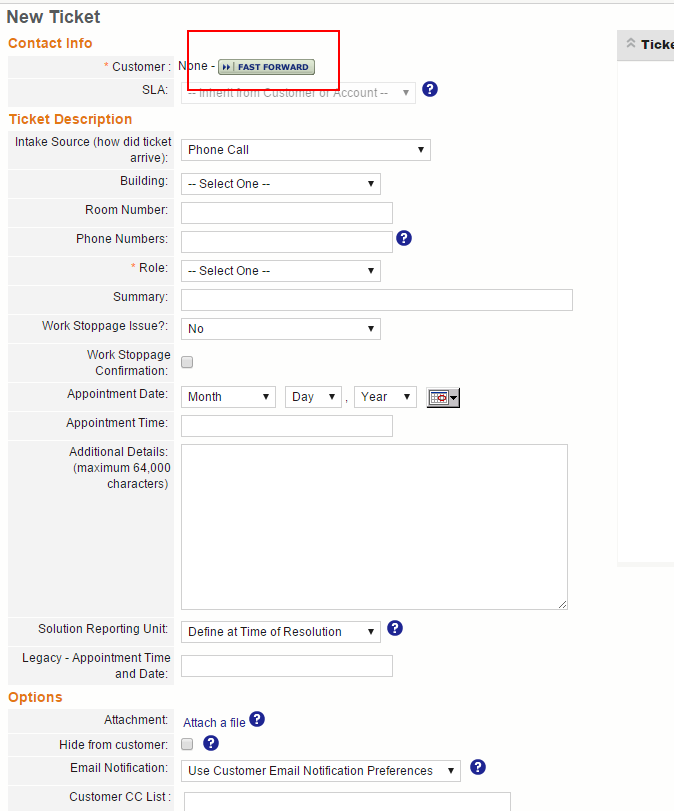 New Ticket
Contact Info
* Customer : None - FAST FORWARD
SLA: -- Inherit from Customer or Account --
Ticket Description
Intake Source (how did ticket
arrive): Phone Call
Building: -- Select One --
Room Number:
Phone Numbers:
* Role: -- Select One --
Summary:
Work Stoppage Issue?: No
Work Stoppage
Confirmation:
Appointment Date: Month Day , Year
Appointment Time:
Additional Details:
(maximum 64,000
characters)
Solution Reporting Unit: Define at Time of Resolution
Legacy - Appointment Time
and Date:
Options
Attachment: Attach a file
Hide from customer:
Email Notification: Use Customer Email Notification Preferences
Customer CC List :
Ticke